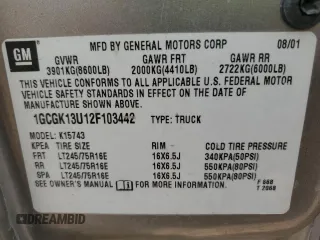 GM
MFD BY GENERAL MOTORS CORP 08/01
GVWR GAWR FRT GAWR RR
3901KG(8600LB) 2000KG(4410LB) 2722KG(6000LB)
THIS VEHICLE CONFORMS TO ALL APPLICABLE U.S. FEDERAL MOTOR
VEHICLE SAFETY STANDARDS IN EFFECT ON THE DATE OF
MANUFACTURE SHOWN ABOVE.
1GCGK13U12F103442 TYPE: TRUCK
MODEL: K15743
KPEA TIRE SIZE RIM COLD TIRE PRESSURE
FRT LT245/75R16E 16X6.5J 340KPA(50PSI)
RR LT245/75R16E 16X6.5J 550KPA(80PSI)
SPA LT245/75R16E 16X6.5J 550KPA(80PSI)
SEE OWNER'S MANUAL FOR ADDITIONAL INFORMATION
F 060
T 2068
DREAMBID